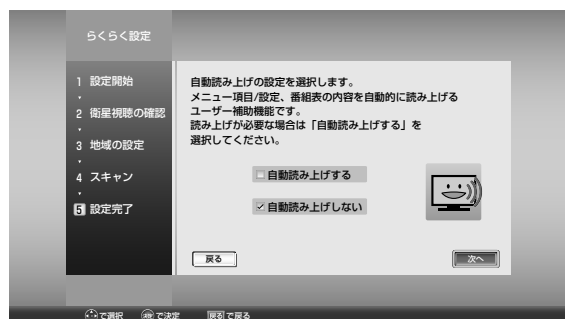 らくらく設定
1 設定開始
2 衛星視聴の確認
3 地域の設定
4 スキャン
5 設定完了
自動読み上げの設定を選択します。
メニュー項目/設定、番組表の内容を自動的に読み上げる
ユーザー補助機能です。
読み上げが必要な場合は「自動読み上げする」を
選択してください。
自動読み上げする
自動読み上げしない
戻る
次へ
で選択 決定 で決定 戻る で戻る